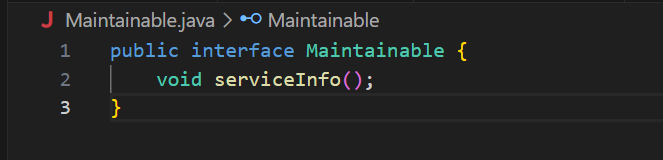 J Maintainable.java > Maintainable
1 public interface Maintainable {
2     void serviceInfo();
3 }